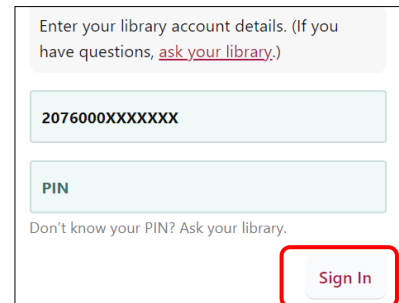 Enter your library account details. (If you
have questions, ask your library.)
2076000XXXXXXX
PIN
Don't know your PIN? Ask your library.
Sign In